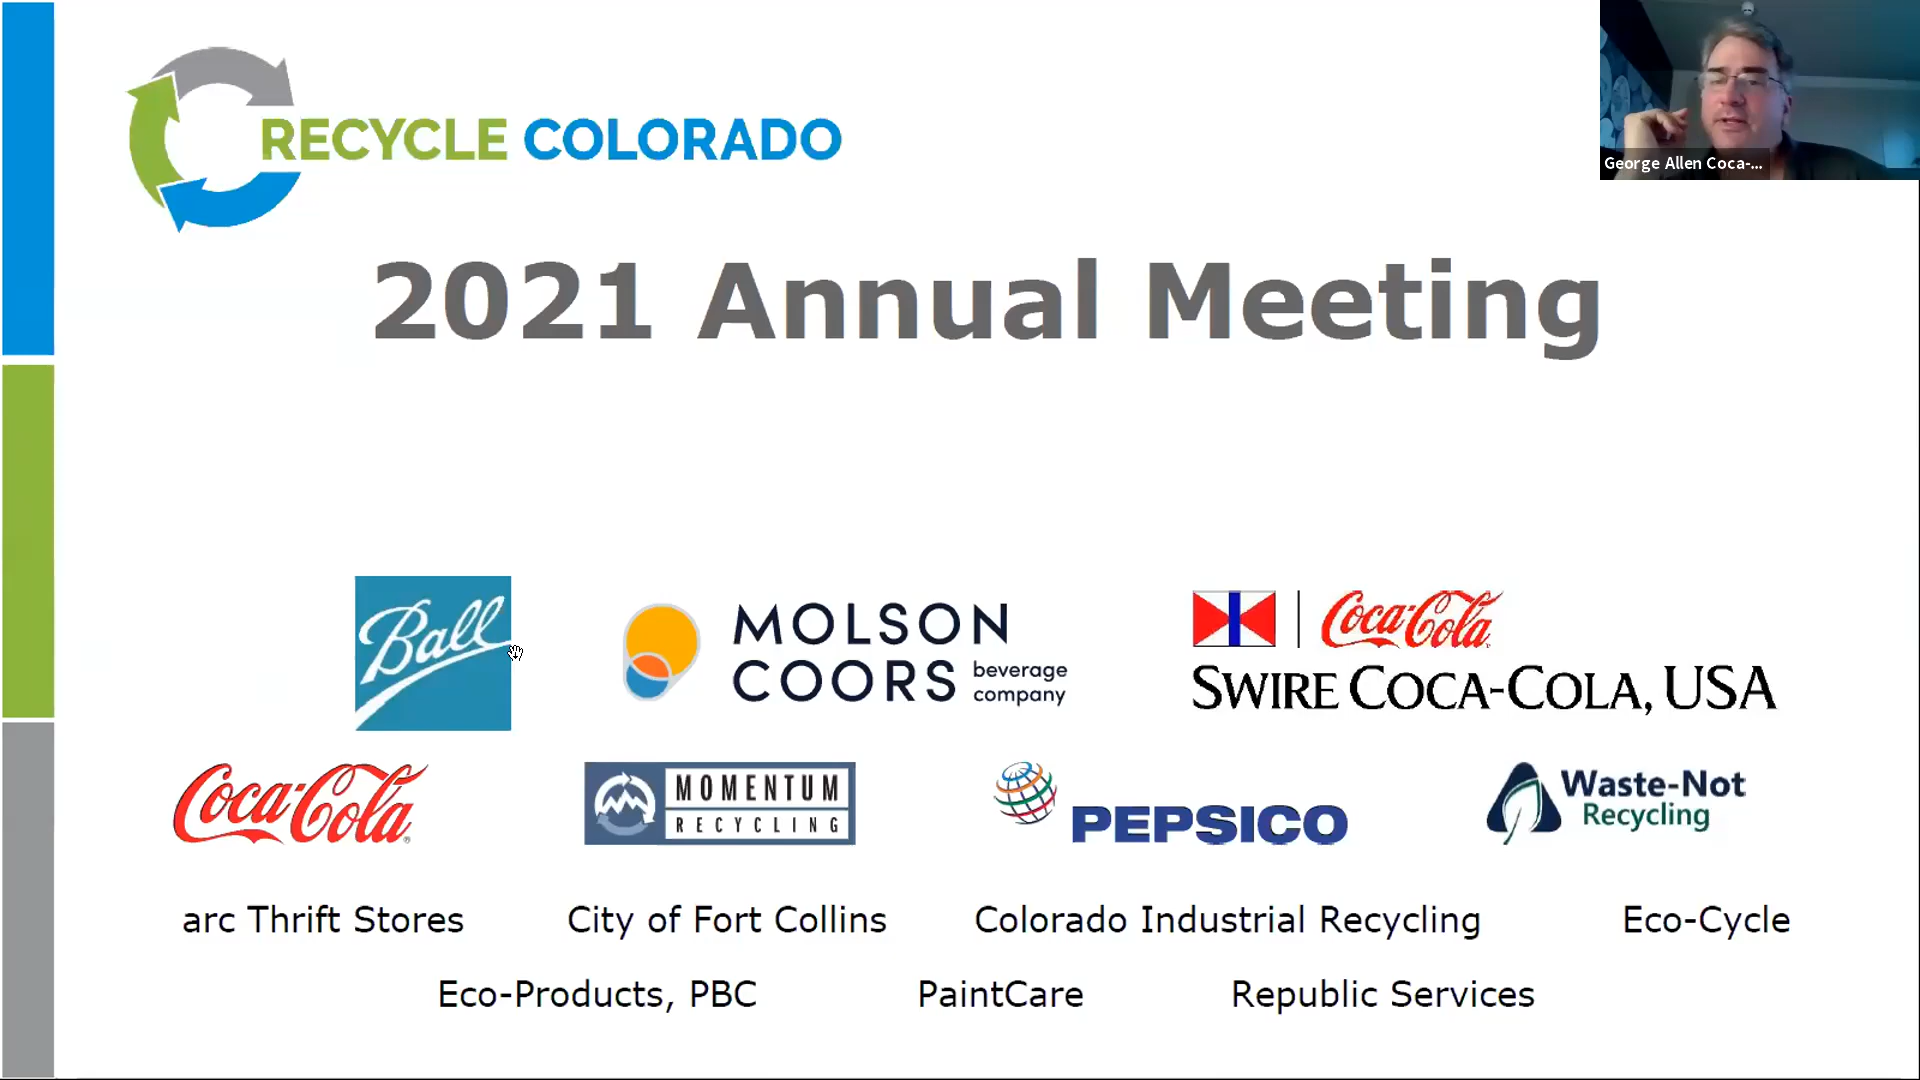 RECYCLE COLORADO
George Allen Coca-...
2021 Annual Meeting
Ball
MOLSON
COORS beverage company
Coca-Cola
SWIRE COCA-COLA, USA
Coca-Cola
MOMENTUM
RECYCLING
PEPSICO
Waste-Not
Recycling
arc Thrift Stores
City of Fort Collins
Colorado Industrial Recycling
Eco-Cycle
Eco-Products, PBC
PaintCare
Republic Services